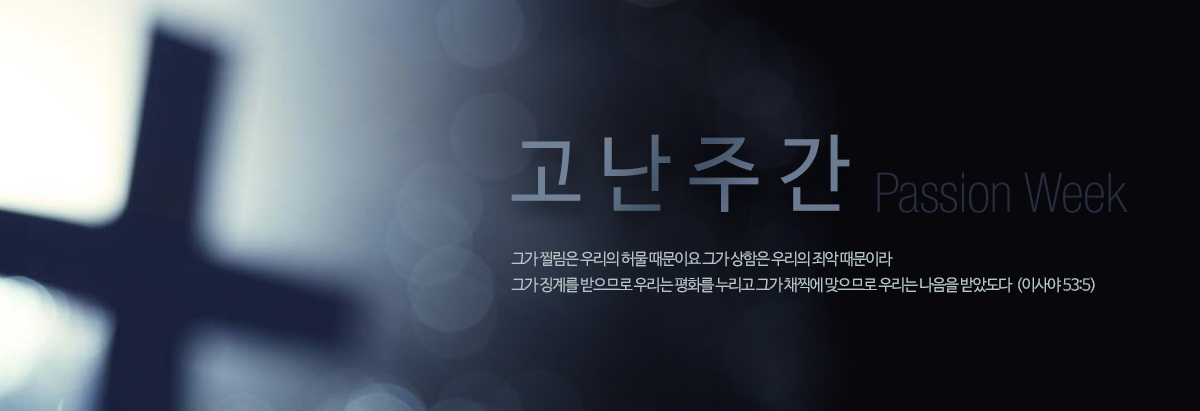 고난주간 Passion Week
그가 찔림은 우리의 허물 때문이요 그가 상함은 우리의 죄악 때문이라
그가 징계를 받으므로 우리는 평화를 누리고 그가 채찍에 맞으므로 우리는 나음을 받았도다 (이사야 53:5)